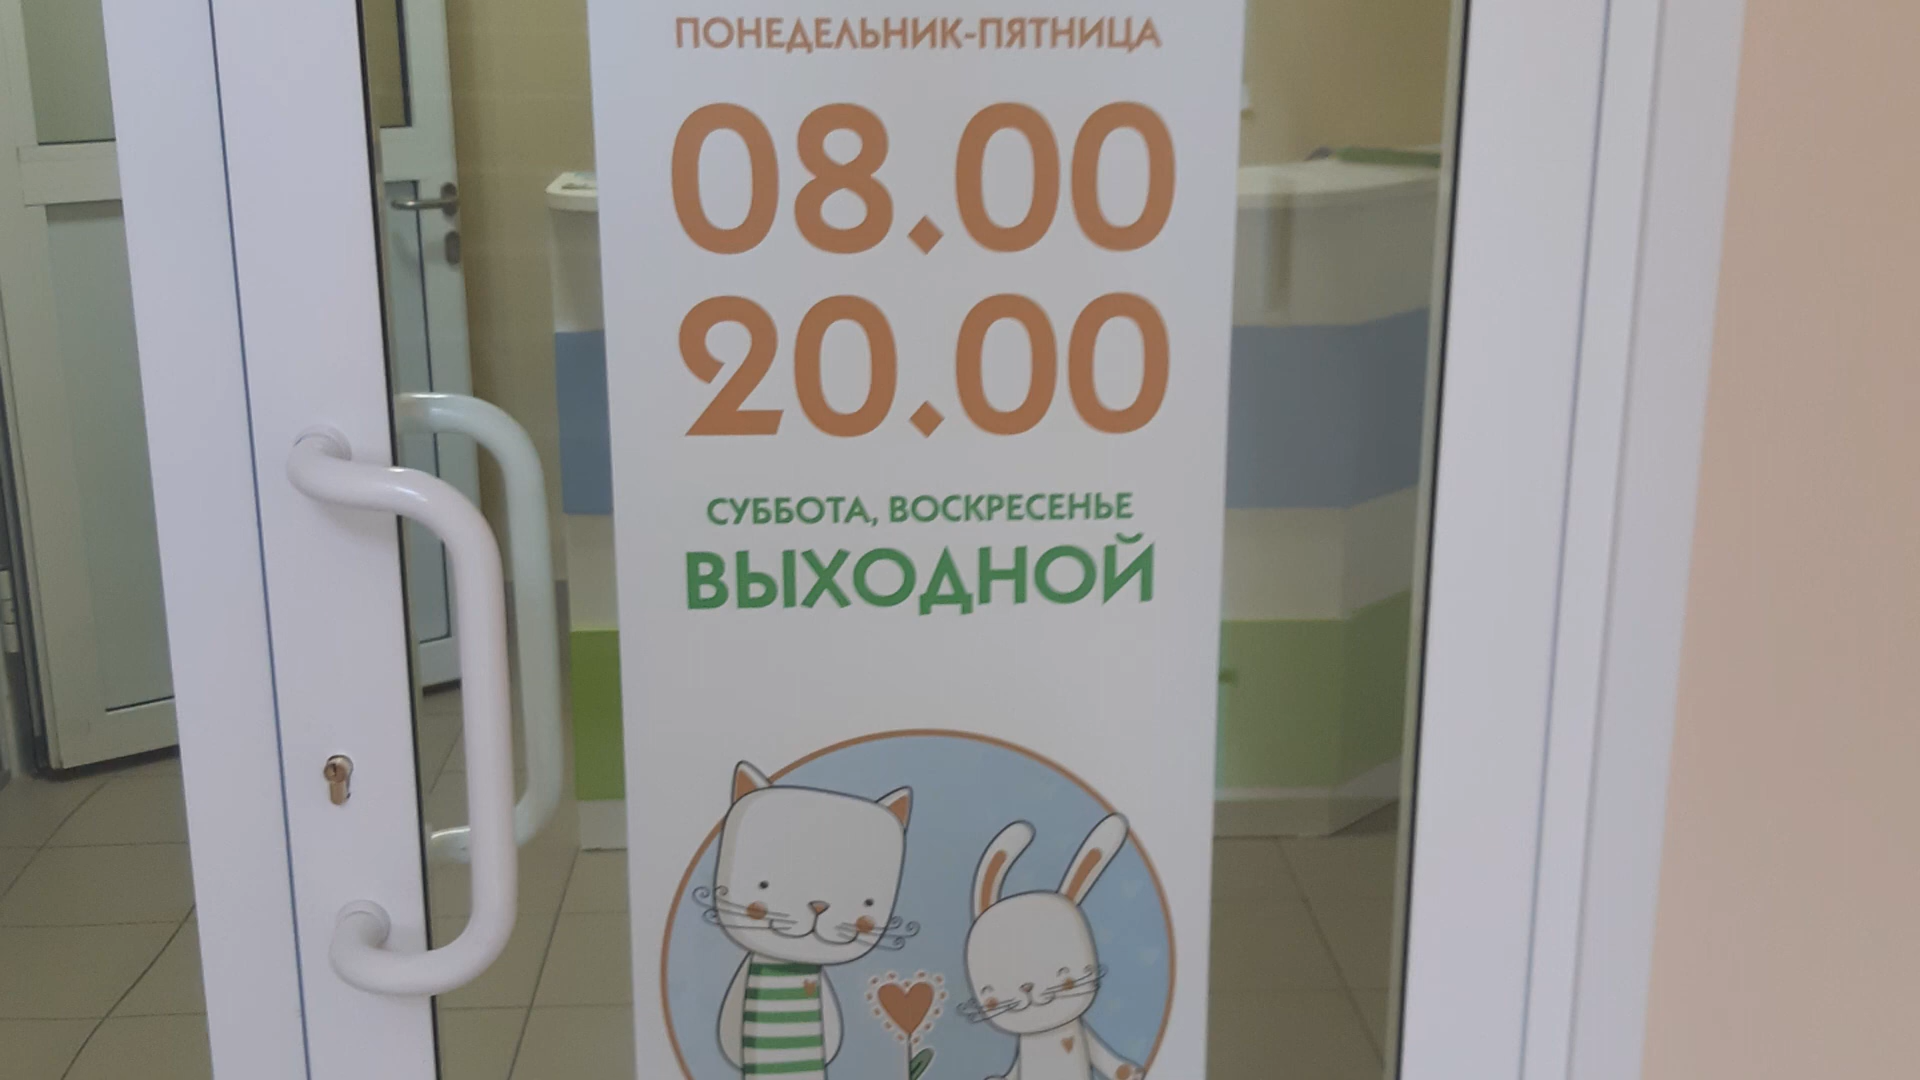 ПОНЕДЕЛЬНИК-ПЯТНИЦА
08.00
20.00
СУББОТА, ВОСКРЕСЕНЬЕ
ВЫХОДНОЙ